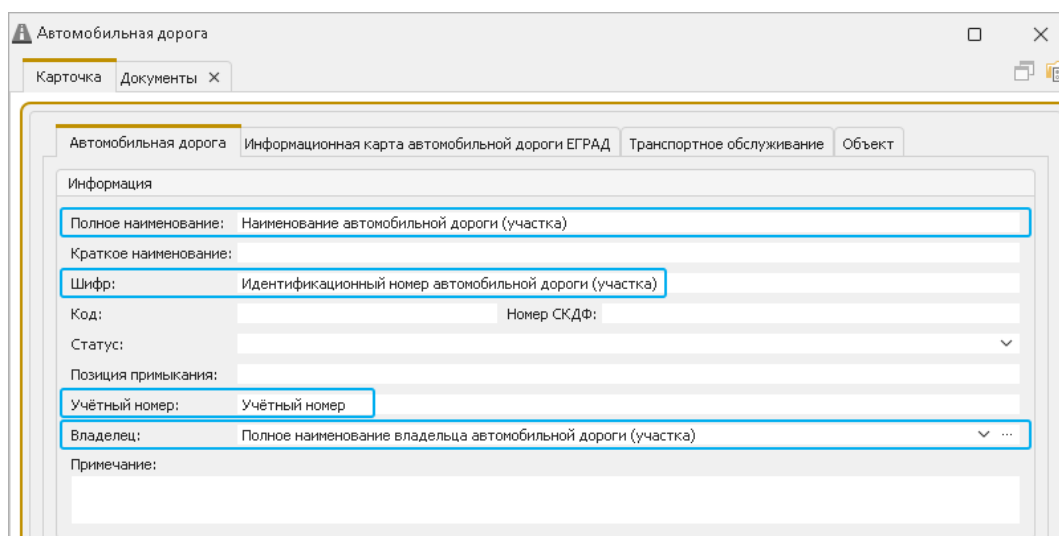 Автомобильная дорога
Карточка Документы
Автомобильная дорога Информационная карта автомобильной дороги ЕГРАД Транспортное обслуживание Объект
Информация
Полное наименование: Наименование автомобильной дороги (участка)
Краткое наименование:
Шифр: Идентификационный номер автомобильной дороги (участка)
Код: Номер СКДФ:
Статус:
Позиция примыкания:
Учётный номер: Учётный номер
Владелец: Полное наименование владельца автомобильной дороги (участка)
Примечание: